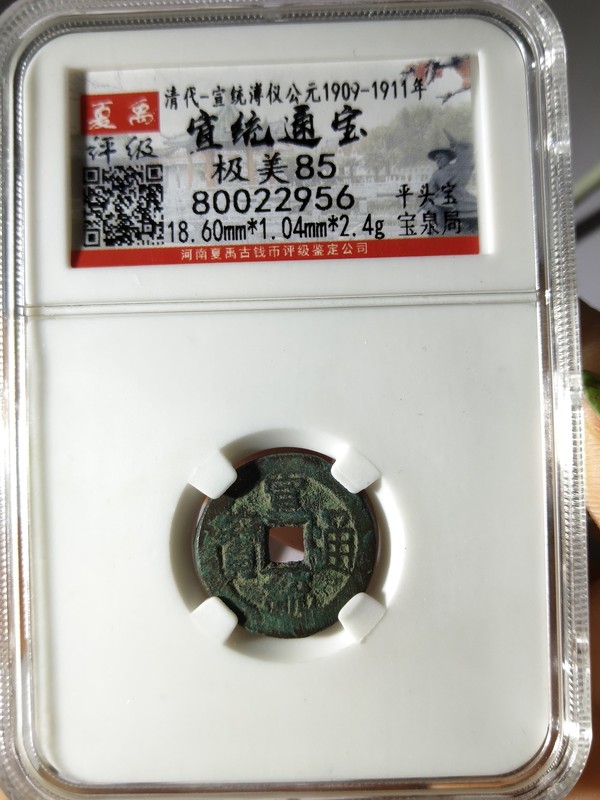 清代-宣统溥仪公元1909-1911年
夏禹
评级
宣统通宝
极美85
80022956
平头宝
18.60mm*1.04mm*2.4g
宝泉局
河南夏禹古钱币评级鉴定公司
宣
寳 通
統